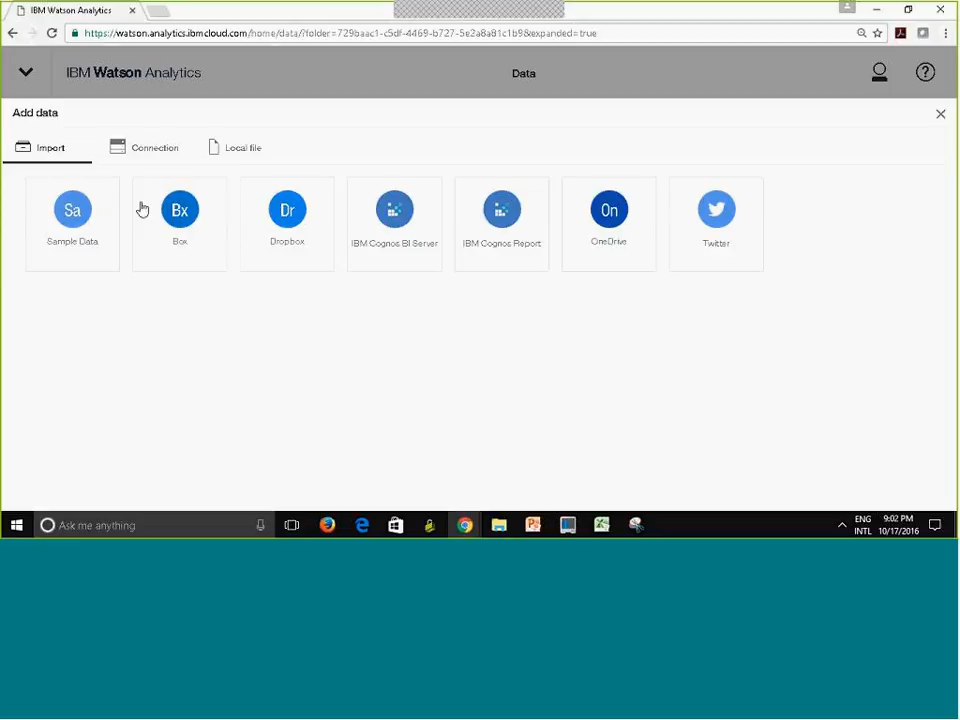 IBM Watson Analytics
https://watson.analytics.ibmcloud.com/home/data/?folder=729baac1-c5df-4469-b727-5e2a8a81c1b9&expanded=true
IBM Watson Analytics
Data
Add data
Import
Connection
Local file
Sa
Bx
Dr
On
Sample Data
Box
Dropbox
IBM Cognos BI Server
IBM Cognos Report
OneDrive
Twitter
Ask me anything
ENG
INTL
9:02 PM
10/17/2016